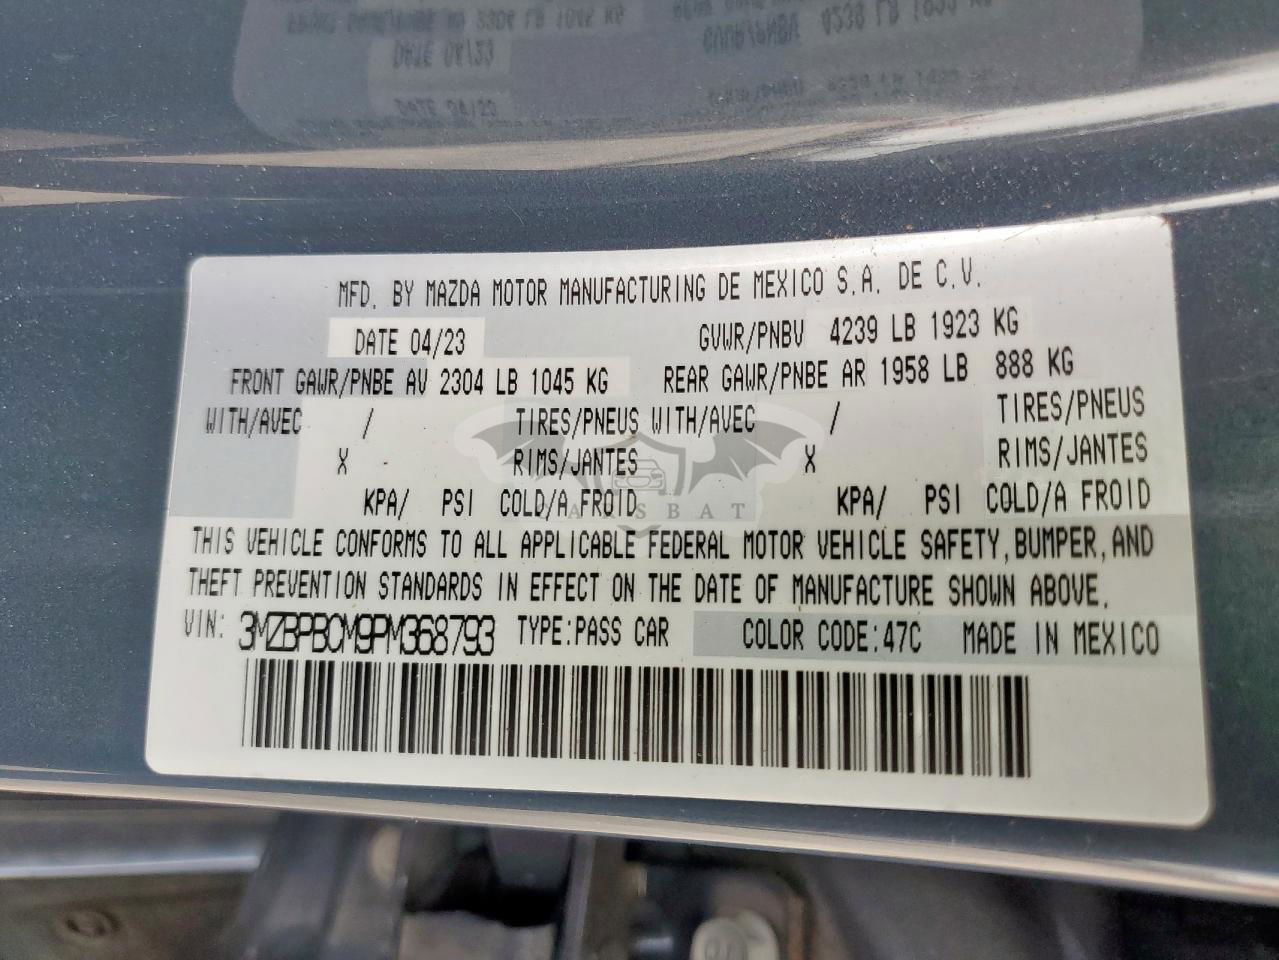 MFD. BY MAZDA MOTOR MANUFACTURING DE MEXICO S.A. DE C.V.
DATE 04/23 GVWR/PNBV 4239 LB 1923 KG
FRONT GAWR/PNBE AV 2304 LB 1045 KG REAR GAWR/PNBE AR 1958 LB 888 KG
WITH/AVEC / TIRES/PNEUS WITH/AVEC / TIRES/PNEUS
X RIMS/JANTES X RIMS/JANTES
KPA/ PSI COLD/A FROID KPA/ PSI COLD/A FROID
THIS VEHICLE CONFORMS TO ALL APPLICABLE FEDERAL MOTOR VEHICLE SAFETY, BUMPER, AND
THEFT PREVENTION STANDARDS IN EFFECT ON THE DATE OF MANUFACTURE SHOWN ABOVE.
VIN: 3MZBPBCM9PM368793 TYPE:PASS CAR COLOR CODE:47C MADE IN MEXICO